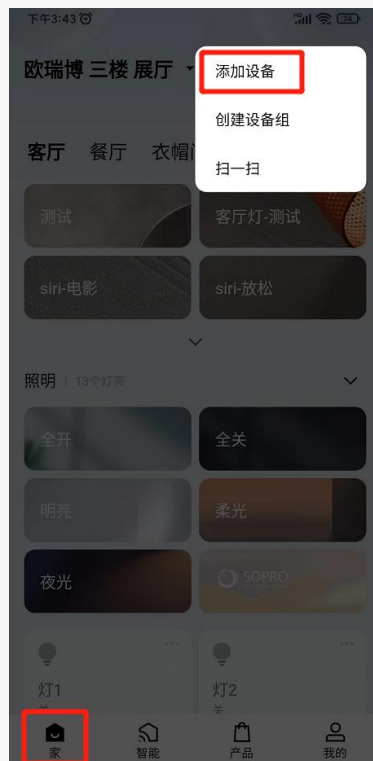 下午3:43 HD 74
欧瑞博 三楼 展厅
添加设备
创建设备组
扫一扫
客厅 餐厅 衣帽
测试
客厅灯-测试
siri-电影
siri-放松
照明 | 13个灯亮
全开
全关
明亮
柔光
夜光
SOPRO
灯1
灯2
关
关
家
智能
产品
我的